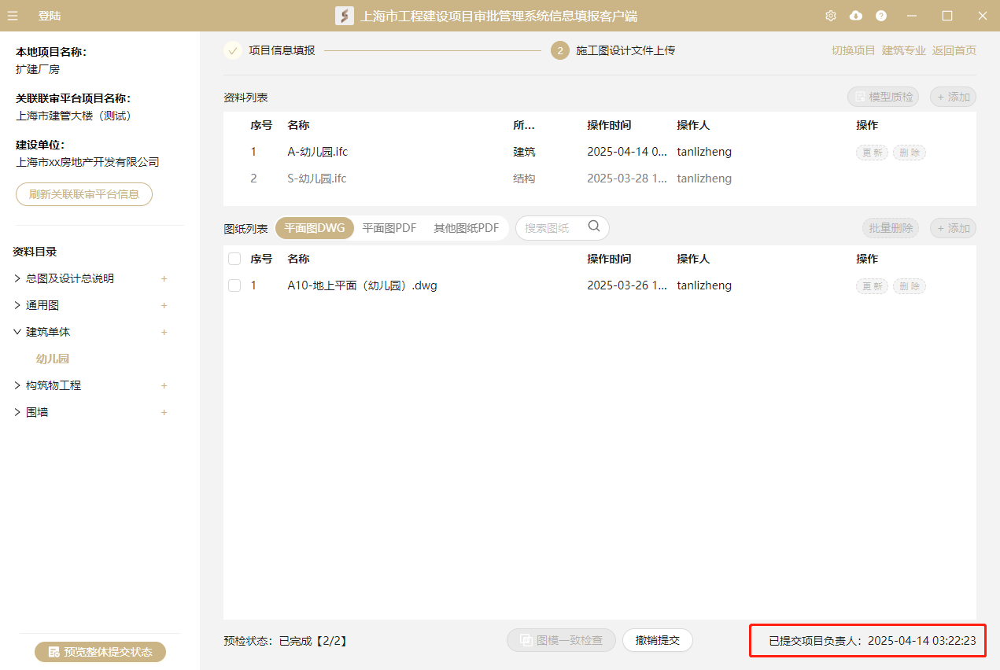 登陆
上海市工程建设项目审批管理系统信息填报客户端
本地项目名称：
扩建厂房
关联联审平台项目名称：
上海市建管大楼（测试）
建设单位：
上海市xx房地产开发有限公司
刷新关联联审平台信息
资料目录
总图及设计总说明 +
通用图 +
建筑单体 +
幼儿园
构筑物工程 +
围墙 +
预览整体提交状态
项目信息填报 2 施工图设计文件上传 切换项目 建筑专业 返回首页
资料列表 模型质检 + 添加
序号 名称 所... 操作时间 操作人 操作
1 A-幼儿园.ifc 建筑 2025-04-14 0... tanlizheng 更新 删除
2 S-幼儿园.ifc 结构 2025-03-28 1... tanlizheng
图纸列表 平面图DWG 平面图PDF 其他图纸PDF 搜索图纸 批量删除 + 添加
序号 名称 操作时间 操作人 操作
1 A10-地上平面（幼儿园）.dwg 2025-03-26 1... tanlizheng 更新 删除
预检状态：已完成【2/2】 图模一致检查 撤销提交 已提交项目负责人：2025-04-14 03:22:23